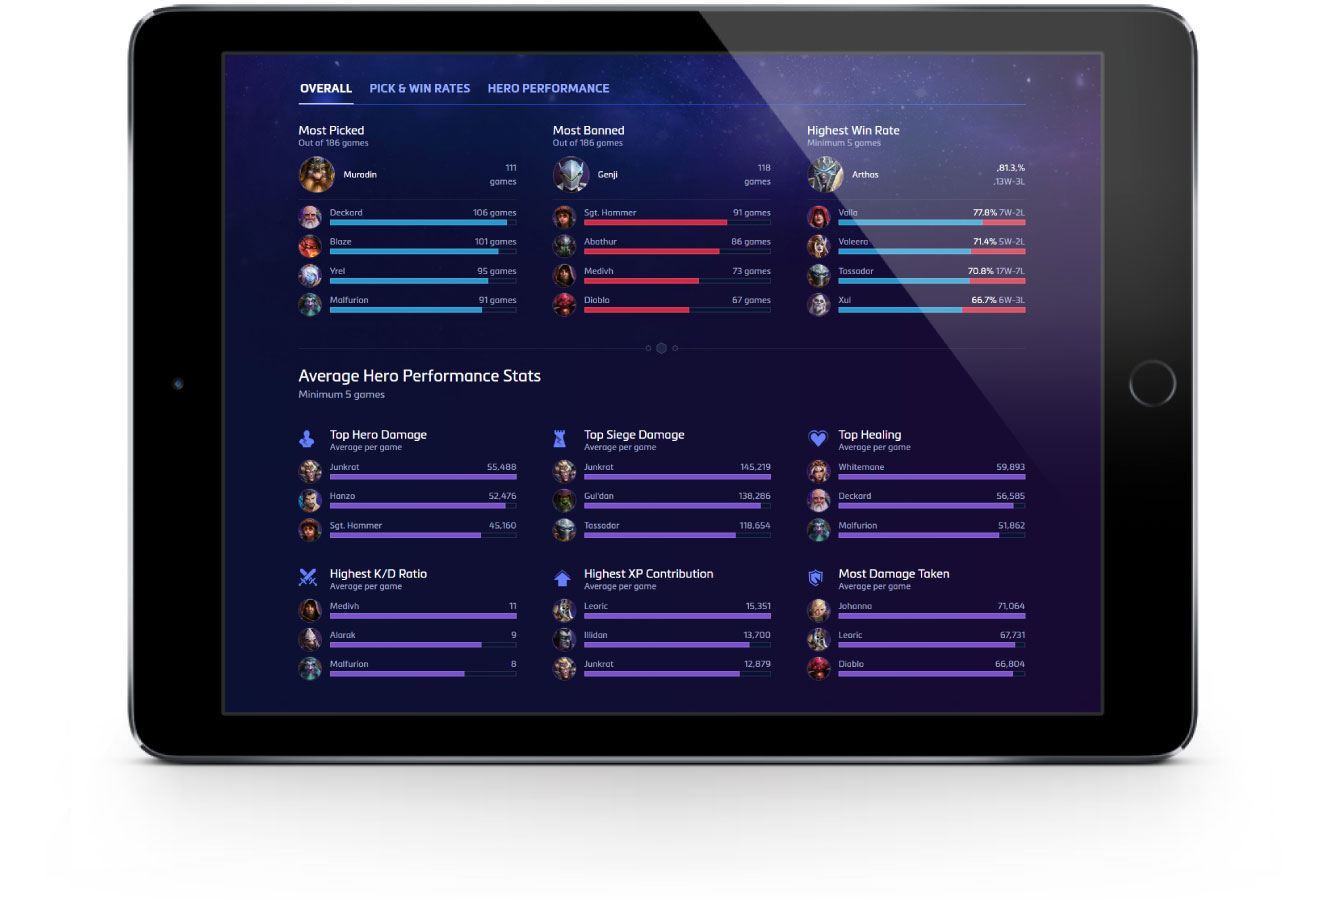 OVERALL PICK & WIN RATES HERO PERFORMANCE
Most Picked
Out of 186 games
Muradin 111 games
Deckard 106 games
Blaze 101 games
Yrel 95 games
Malfurion 91 games
Most Banned
Out of 186 games
Genji 118 games
Sgt. Hammer 91 games
Abathur 86 games
Medivh 73 games
Diablo 67 games
Highest Win Rate
Minimum 5 games
Arthas ,81.3,%
,13W-3L
Valla 77.8% 7W-2L
Valeera 71.4% 5W-2L
Tassadar 70.8% 17W-7L
Xul 66.7% 6W-3L
Average Hero Performance Stats
Minimum 5 games
Top Hero Damage
Average per game
Junkrat 55,488
Hanzo 52,476
Sgt. Hammer 45,160
Top Siege Damage
Average per game
Junkrat 145,219
Gul'dan 138,286
Tassadar 118,654
Top Healing
Average per game
Whitemane 59,893
Deckard 56,585
Malfurion 51,862
Highest K/D Ratio
Average per game
Medivh 11
Alarak 9
Malfurion 8
Highest XP Contribution
Average per game
Leoric 15,351
Illidan 13,700
Junkrat 12,879
Most Damage Taken
Average per game
Johanna 71,064
Leoric 67,731
Diablo 66,804